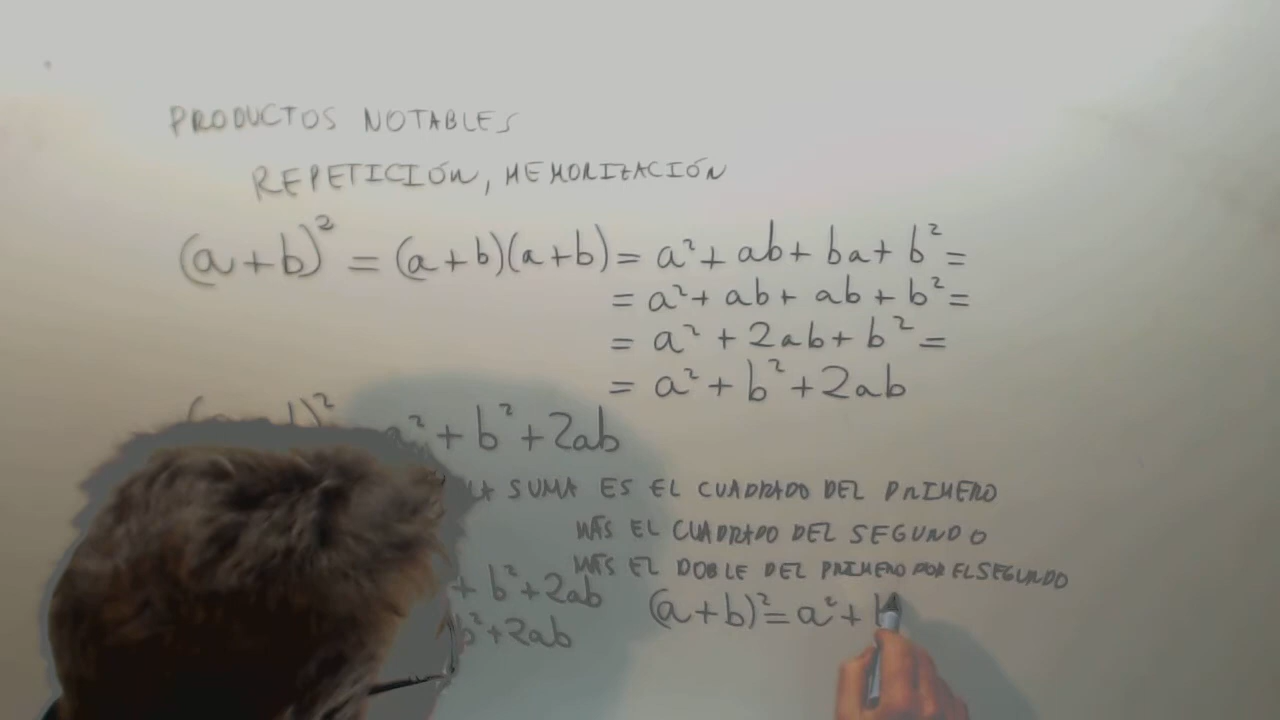 PRODUCTOS NOTABLES
REPETICIÓN, MEMORIZACIÓN
(a+b)² = (a+b)(a+b) = a² + ab + ba + b² =
= a² + ab + ab + b² =
= a² + 2ab + b² =
= a² + b² + 2ab
a² + b² + 2ab
LA SUMA ES EL CUADRADO DEL PRIMERO
MÁS EL CUADRADO DEL SEGUNDO
MÁS EL DOBLE DEL PRIMERO POR EL SEGUNDO
+ b² + 2ab
(a+b)² = a² +
b² + 2ab